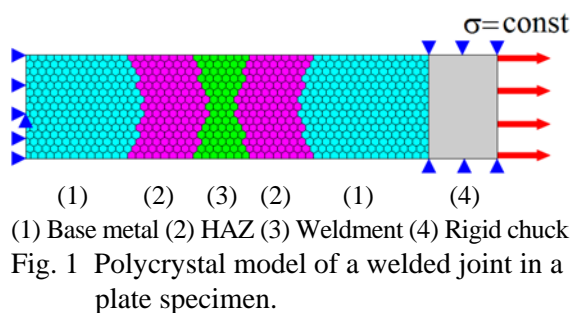 σ=const
(1) (2) (3) (2) (1) (4)
(1) Base metal (2) HAZ (3) Weldment (4) Rigid chuck
Fig. 1 Polycrystal model of a welded joint in a
plate specimen.